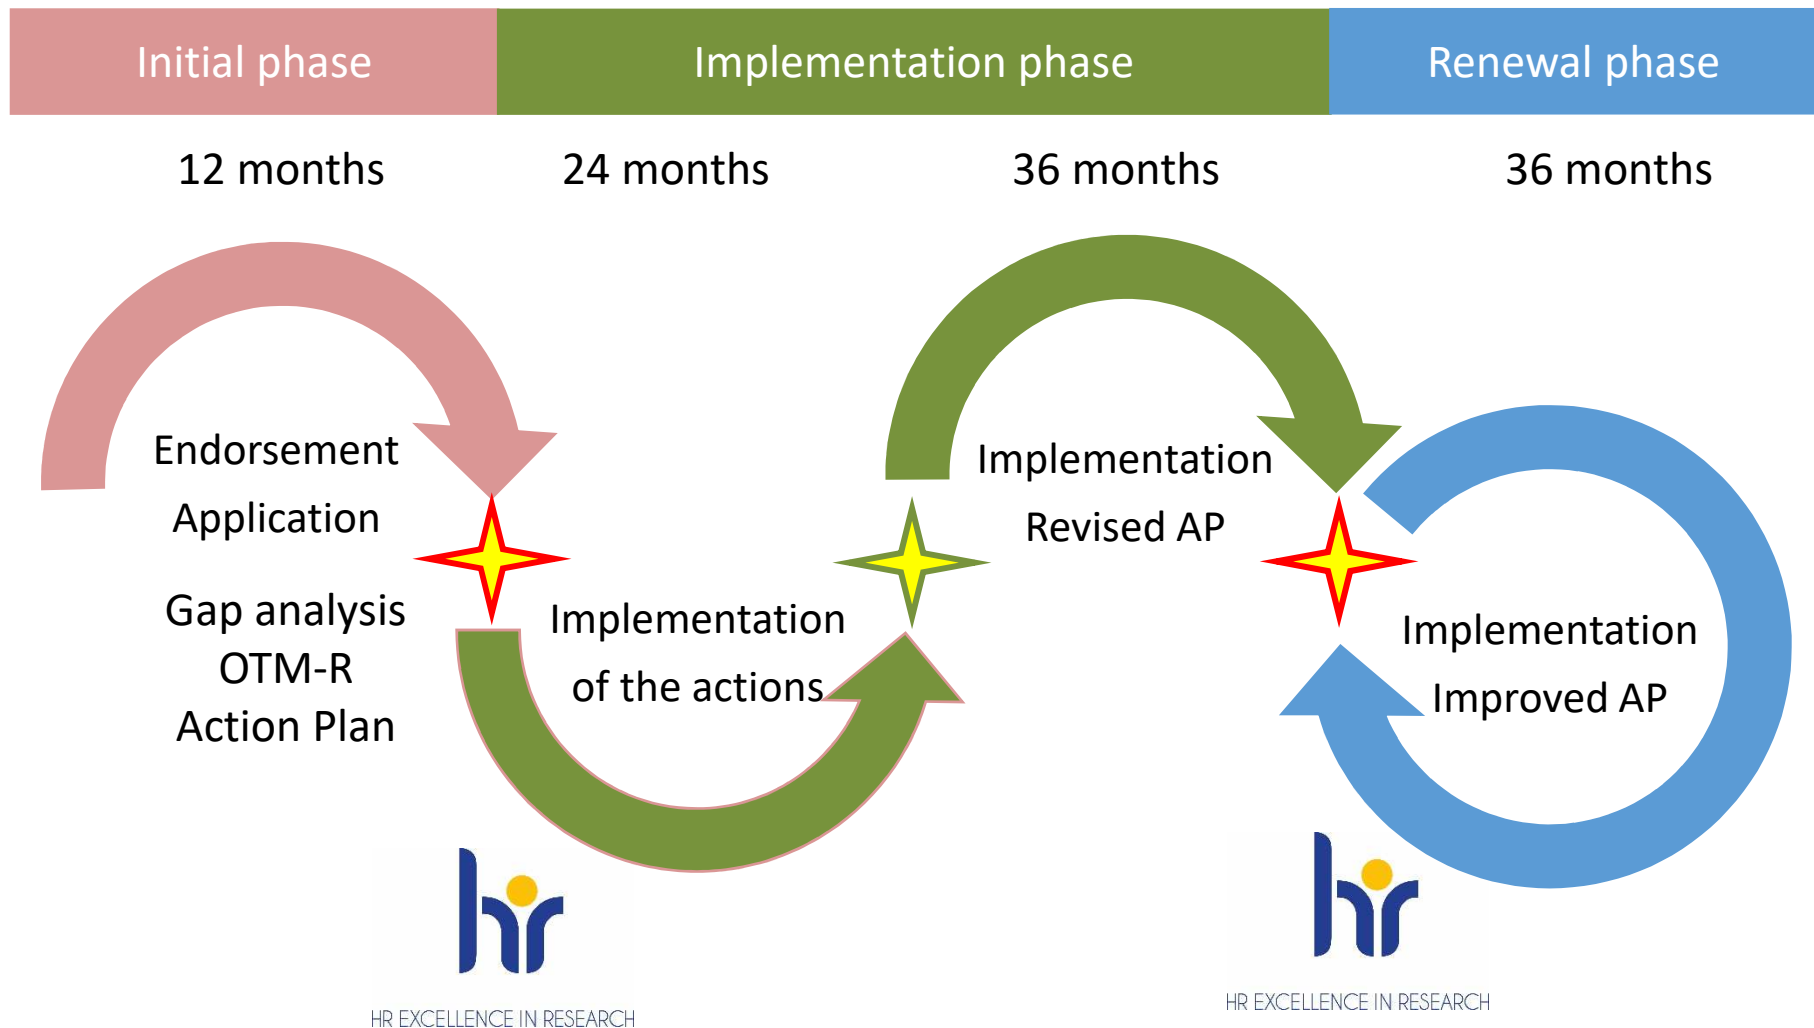 Initial phase
Implementation phase
Renewal phase
12 months
24 months
36 months
36 months
Endorsement
Application
Gap analysis
OTM-R
Action Plan
Implementation
of the actions
Implementation
Revised AP
Implementation
Improved AP
hr
HR EXCELLENCE IN RESEARCH
hr
HR EXCELLENCE IN RESEARCH